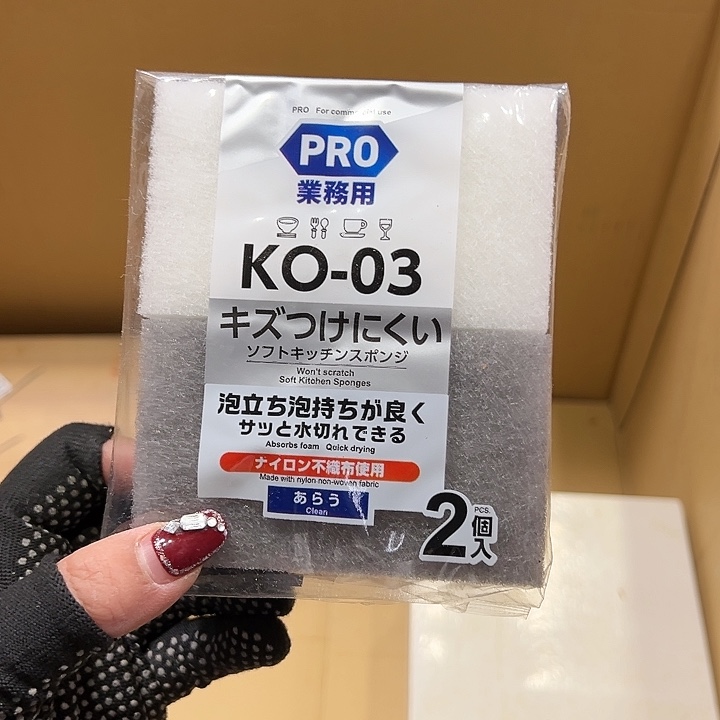 PRO For commercial use
PRO
業務用
KO-03
キズつけにくい
ソフトキッチンスポンジ
Won't scratch
Soft Kitchen Sponges
泡立ち泡持ちが良く
サッと水切れできる
Absorbs foam Quick drying
ナイロン不織布使用
Made with nylon non-woven fabric
あらう
Clean
2 PCS. 個入